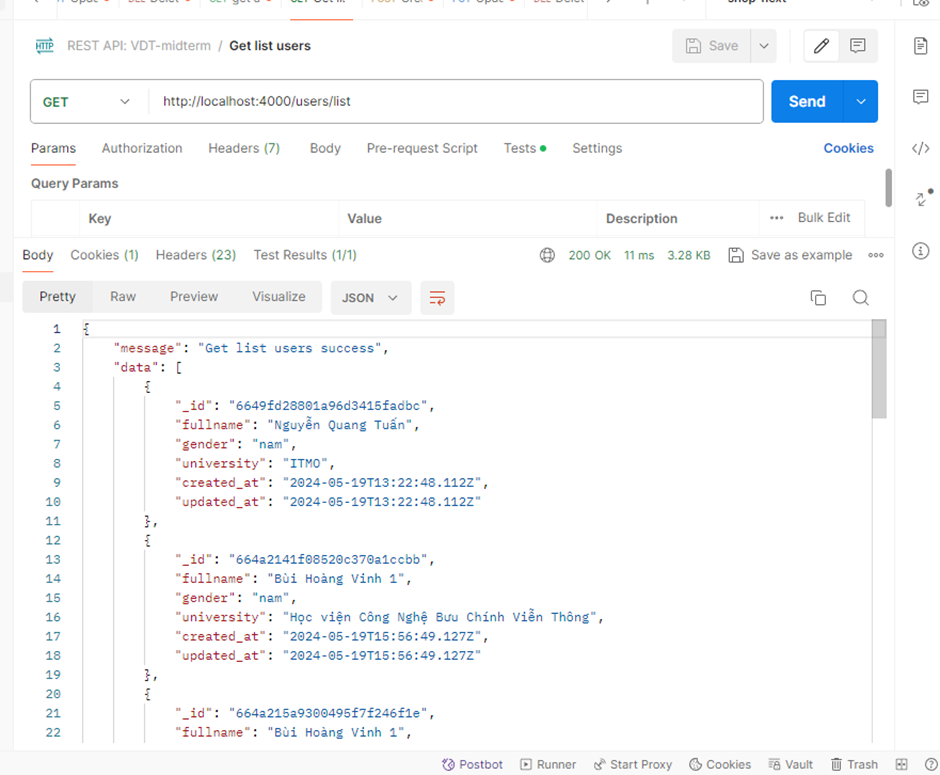 shop-next
HTTP REST API: VDT-midterm / Get list users Save
GET http://localhost:4000/users/list Send
Params Authorization Headers (7) Body Pre-request Script Tests Settings Cookies
Query Params
Key Value Description ••• Bulk Edit
Body Cookies (1) Headers (23) Test Results (1/1) 200 OK 11 ms 3.28 KB Save as example •••
Pretty Raw Preview Visualize JSON
1 {
2 "message": "Get list users success",
3 "data": [
4 {
5 "_id": "6649fd28801a96d3415fadbc",
6 "fullname": "Nguyễn Quang Tuấn",
7 "gender": "nam",
8 "university": "ITMO",
9 "created_at": "2024-05-19T13:22:48.112Z",
10 "updated_at": "2024-05-19T13:22:48.112Z"
11 },
12 {
13 "_id": "664a2141f08520c370a1ccbb",
14 "fullname": "Bùi Hoàng Vinh 1",
15 "gender": "nam",
16 "university": "Học viện Công Nghệ Bưu Chính Viễn Thông",
17 "created_at": "2024-05-19T15:56:49.127Z",
18 "updated_at": "2024-05-19T15:56:49.127Z"
19 },
20 {
21 "_id": "664a215a9300495f7f246f1e",
22 "fullname": "Bùi Hoàng Vinh 1",
Postbot Runner Start Proxy Cookies Vault Trash